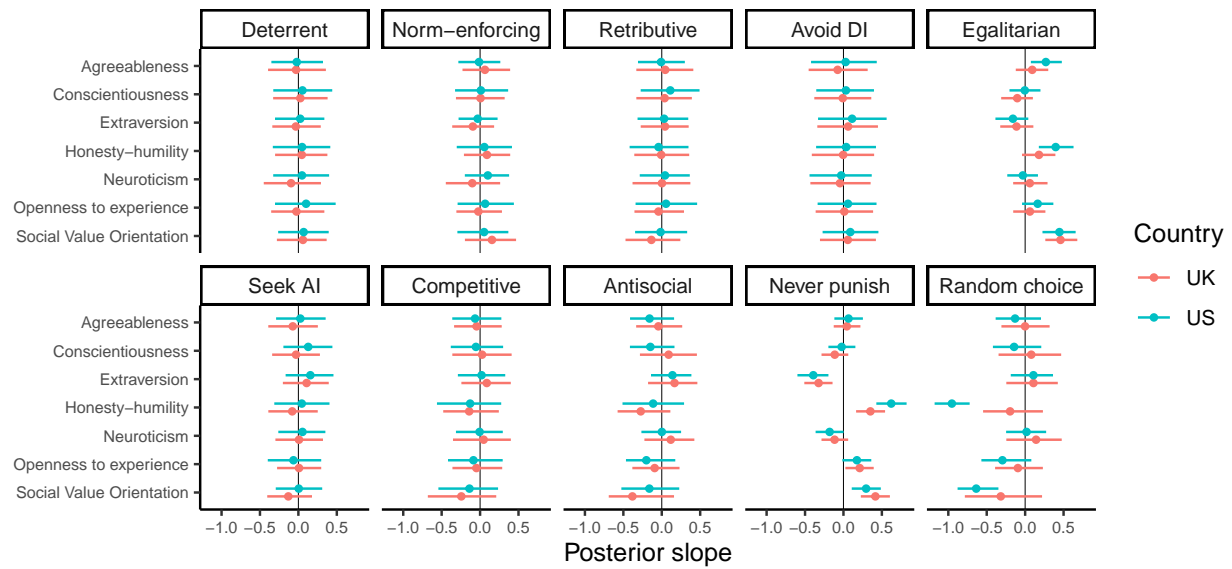 Deterrent Norm−enforcing Retributive Avoid DI Egalitarian
Agreeableness
Conscientiousness
Extraversion
Honesty−humility
Neuroticism
Openness to experience
Social Value Orientation
Seek AI Competitive Antisocial Never punish Random choice
Agreeableness
Conscientiousness
Extraversion
Honesty−humility
Neuroticism
Openness to experience
Social Value Orientation
−1.0 −0.5 0.0 0.5 −1.0 −0.5 0.0 0.5 −1.0 −0.5 0.0 0.5 −1.0 −0.5 0.0 0.5 −1.0 −0.5 0.0 0.5
Posterior slope
Country
UK
US